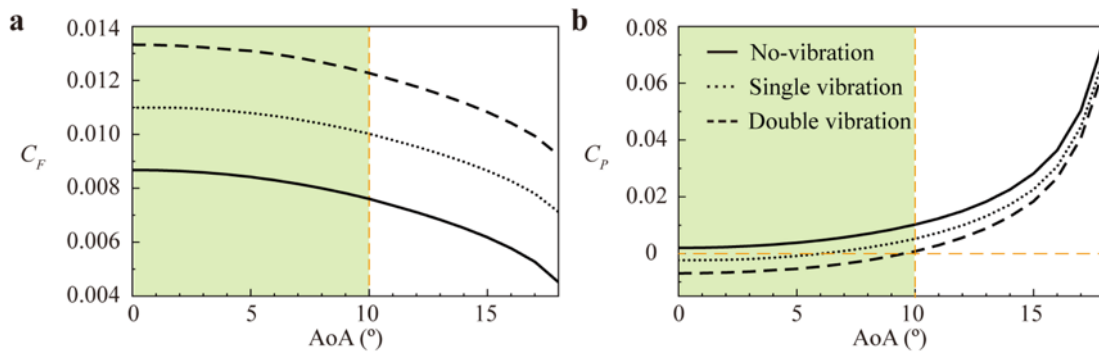 a
0.014
0.012
0.010
C_F
0.008
0.006
0.004
0 5 10 15
AoA (º)
b
0.08
No-vibration
0.06
Single vibration
Double vibration
0.04
C_P
0.02
0
0 5 10 15
AoA (º)